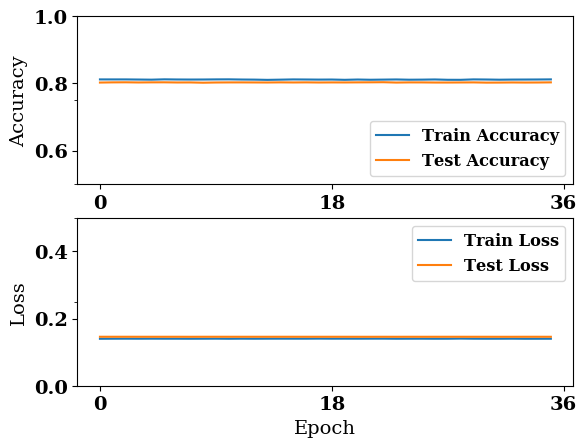 1.0
0.8
0.6
Accuracy
Train Accuracy
Test Accuracy
0 18 36
0.4
0.2
0.0
Loss
Train Loss
Test Loss
0 18 36
Epoch